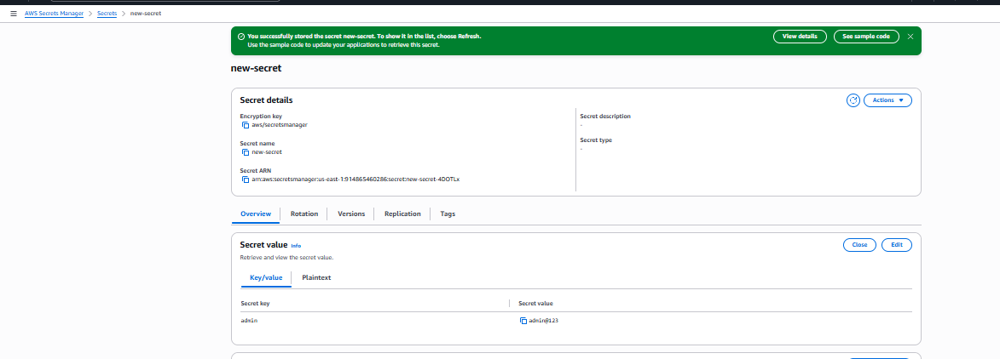 AWS Secrets Manager > Secrets > new-secret
You successfully stored the secret new-secret. To show it in the list, choose Refresh.
Use the sample code to update your applications to retrieve this secret.
View details
See sample code
new-secret
Secret details
Actions
Encryption key
aws/secretsmanager
Secret name
new-secret
Secret ARN
arn:aws:secretsmanager:us-east-1:914865460286:secret:new-secret-4DOTLx
Secret description
-
Secret type
-
Overview
Rotation
Versions
Replication
Tags
Secret value Info
Close
Edit
Retrieve and view the secret value.
Key/value
Plaintext
Secret key
Secret value
admin
admin@123